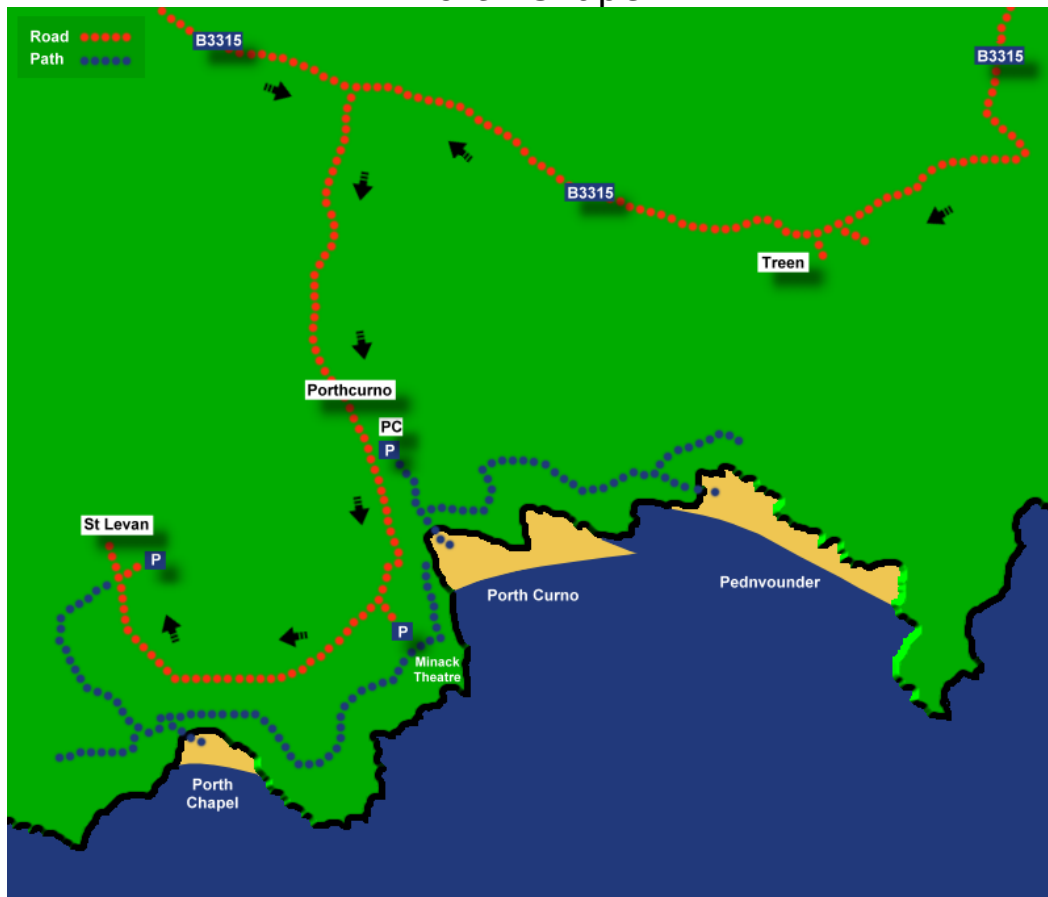 Road
Path
B3315
B3315
B3315
Treen
Porthcurno
PC
P
St Levan
P
Porth Curno
Pednvounder
P
Minack
Theatre
Porth
Chapel